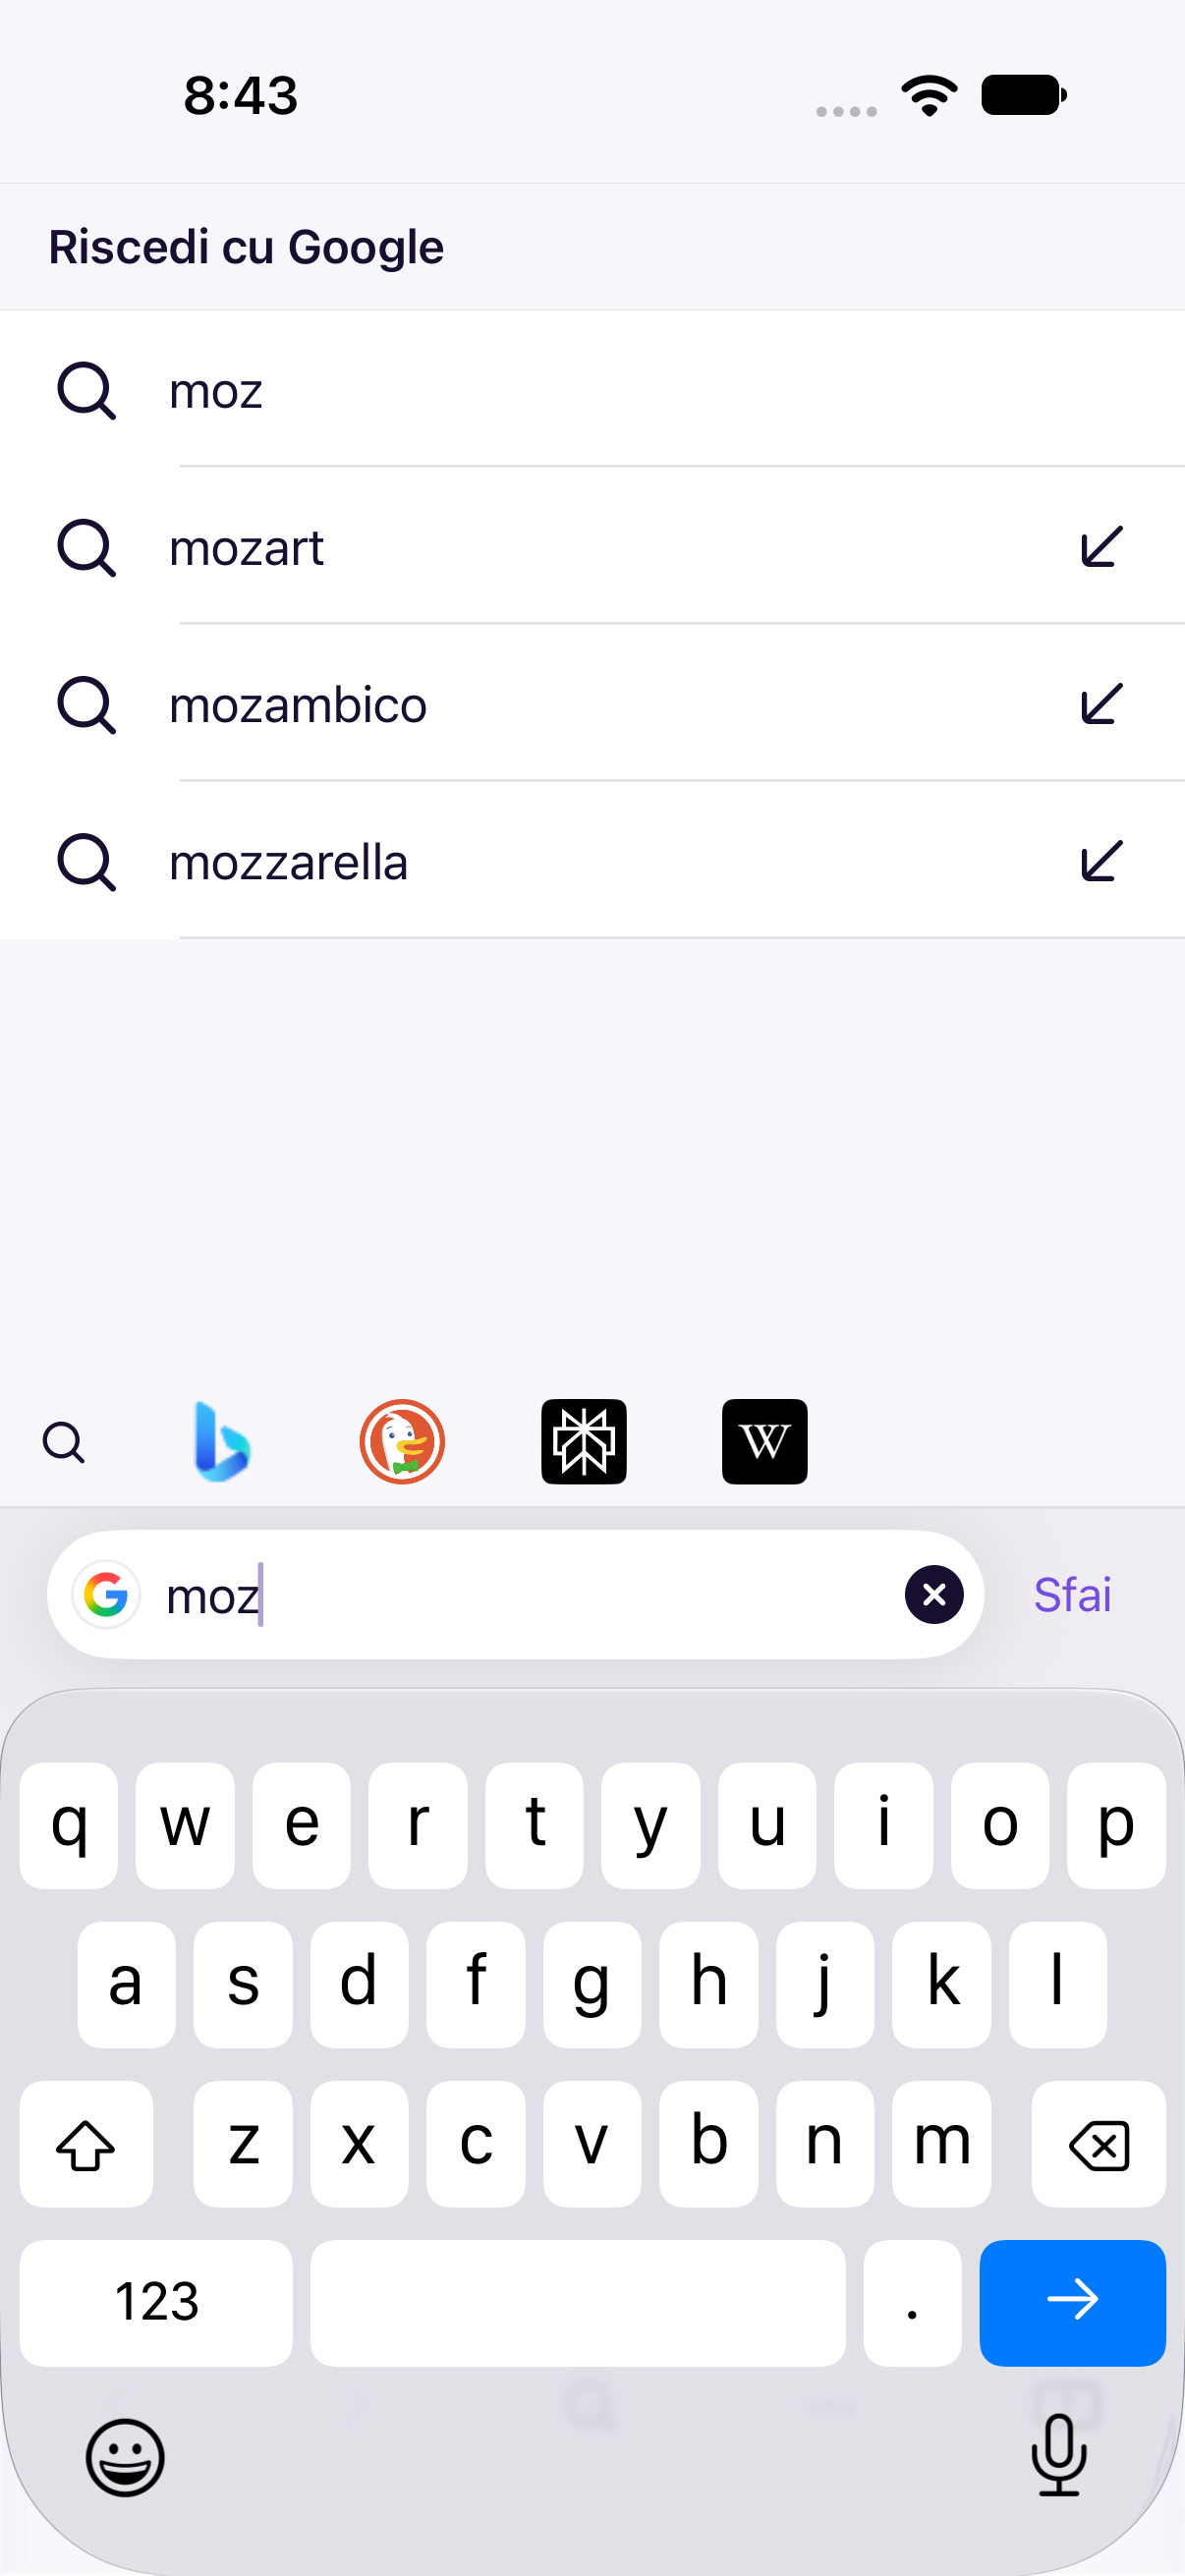 8:43
Riscedi cu Google
moz
mozart
mozambico
mozzarella
W
moz
Sfai
q w e r t y u i o p
a s d f g h j k l
z x c v b n m
123 .